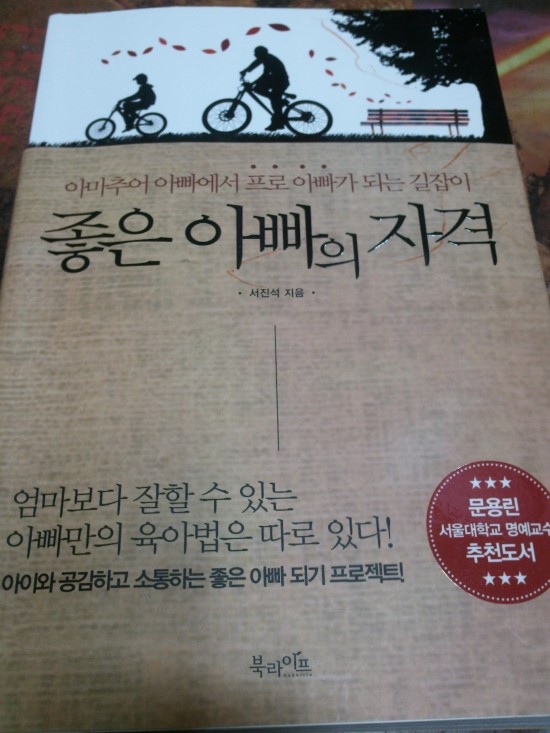 아마추어 아빠에서 프로 아빠가 되는 길잡이
좋은 아빠의 자격
• 서진석 지음 •
엄마보다 잘할 수 있는
아빠만의 육아법은 따로 있다!
아이와 공감하고 소통하는 좋은 아빠 되기 프로젝트!
★★★
문용린
서울대학교 명예교수
추천도서
★★★
북라이프